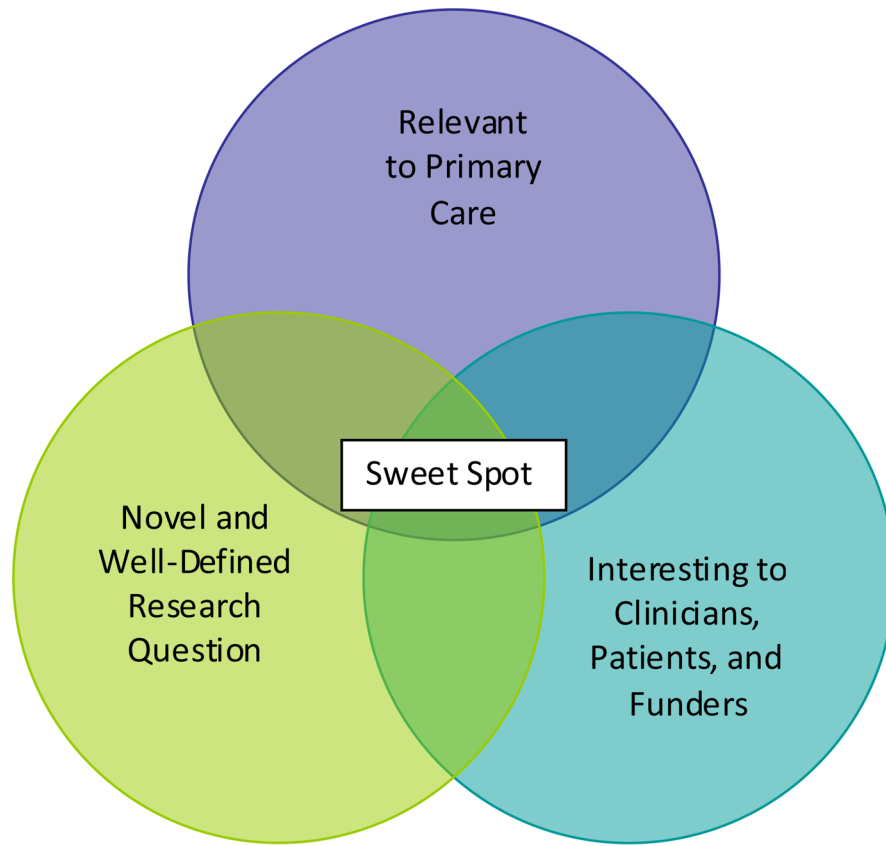 Relevant
to Primary
Care
Sweet Spot
Novel and
Well-Defined
Research
Question
Interesting to
Clinicians,
Patients, and
Funders